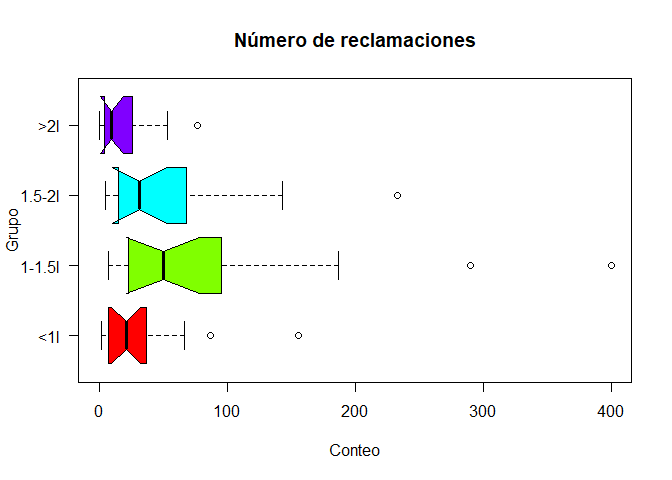 Número de reclamaciones
Grupo
>2l
1.5-2l
1-1.5l
<1l
0 100 200 300 400
Conteo